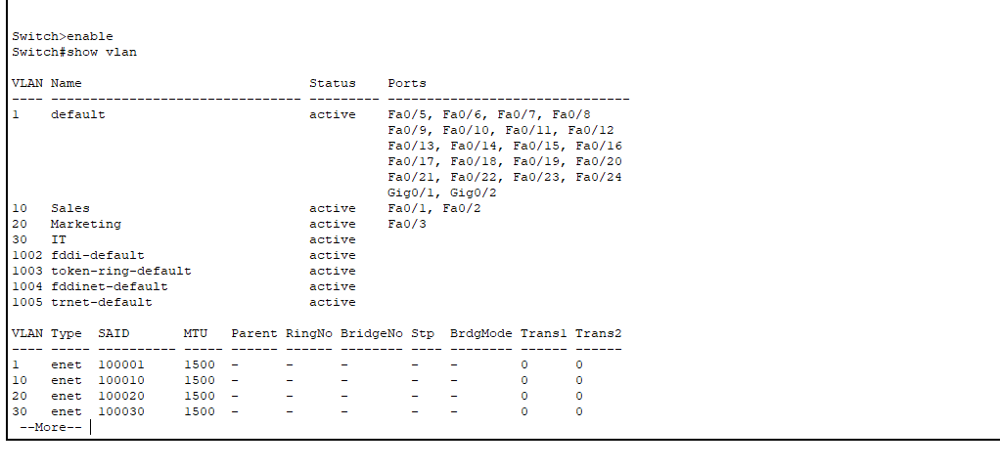 Switch>enable
Switch#show vlan
VLAN Name                             Status    Ports
---- -------------------------------- --------- -------------------------------
1    default                          active    Fa0/5, Fa0/6, Fa0/7, Fa0/8
                                                Fa0/9, Fa0/10, Fa0/11, Fa0/12
                                                Fa0/13, Fa0/14, Fa0/15, Fa0/16
                                                Fa0/17, Fa0/18, Fa0/19, Fa0/20
                                                Fa0/21, Fa0/22, Fa0/23, Fa0/24
                                                Gig0/1, Gig0/2
10   Sales                            active    Fa0/1, Fa0/2
20   Marketing                        active    Fa0/3
30   IT                               active
1002 fddi-default                     active
1003 token-ring-default               active
1004 fddinet-default                  active
1005 trnet-default                    active
VLAN Type  SAID       MTU   Parent RingNo BridgeNo Stp  BrdgMode Trans1 Trans2
---- ----- ---------- ----- ------ ------ -------- ---- -------- ------ ------
1    enet  100001     1500  -      -      -        -    -        0      0
10   enet  100010     1500  -      -      -        -    -        0      0
20   enet  100020     1500  -      -      -        -    -        0      0
30   enet  100030     1500  -      -      -        -    -        0      0
 --More--